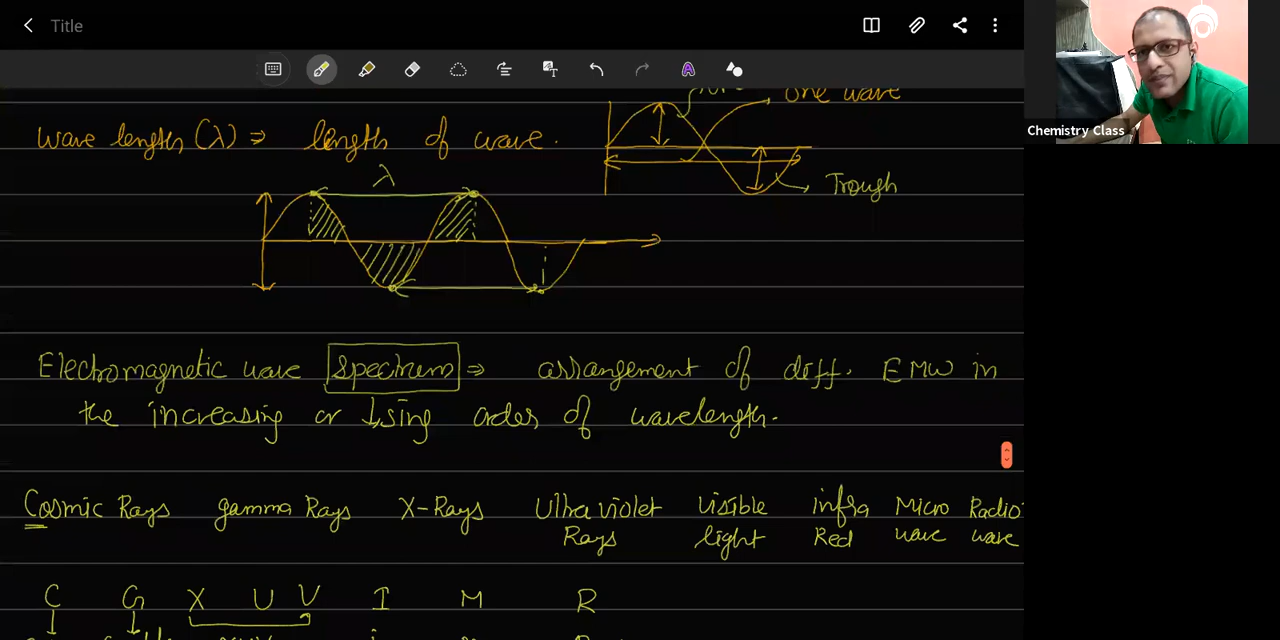 Title
one wave
Chemistry Class
wave length (λ) ⇒ length of wave.
λ
Trough
Electromagnetic wave Spectrum ⇒ arrangement of diff. EMW in
the increasing or ↓sing order of wavelength.
Cosmic Rays gamma Rays X-Rays Ultra violet Rays visible light infra Red Micro wave Radio wave
C G X U V I M R